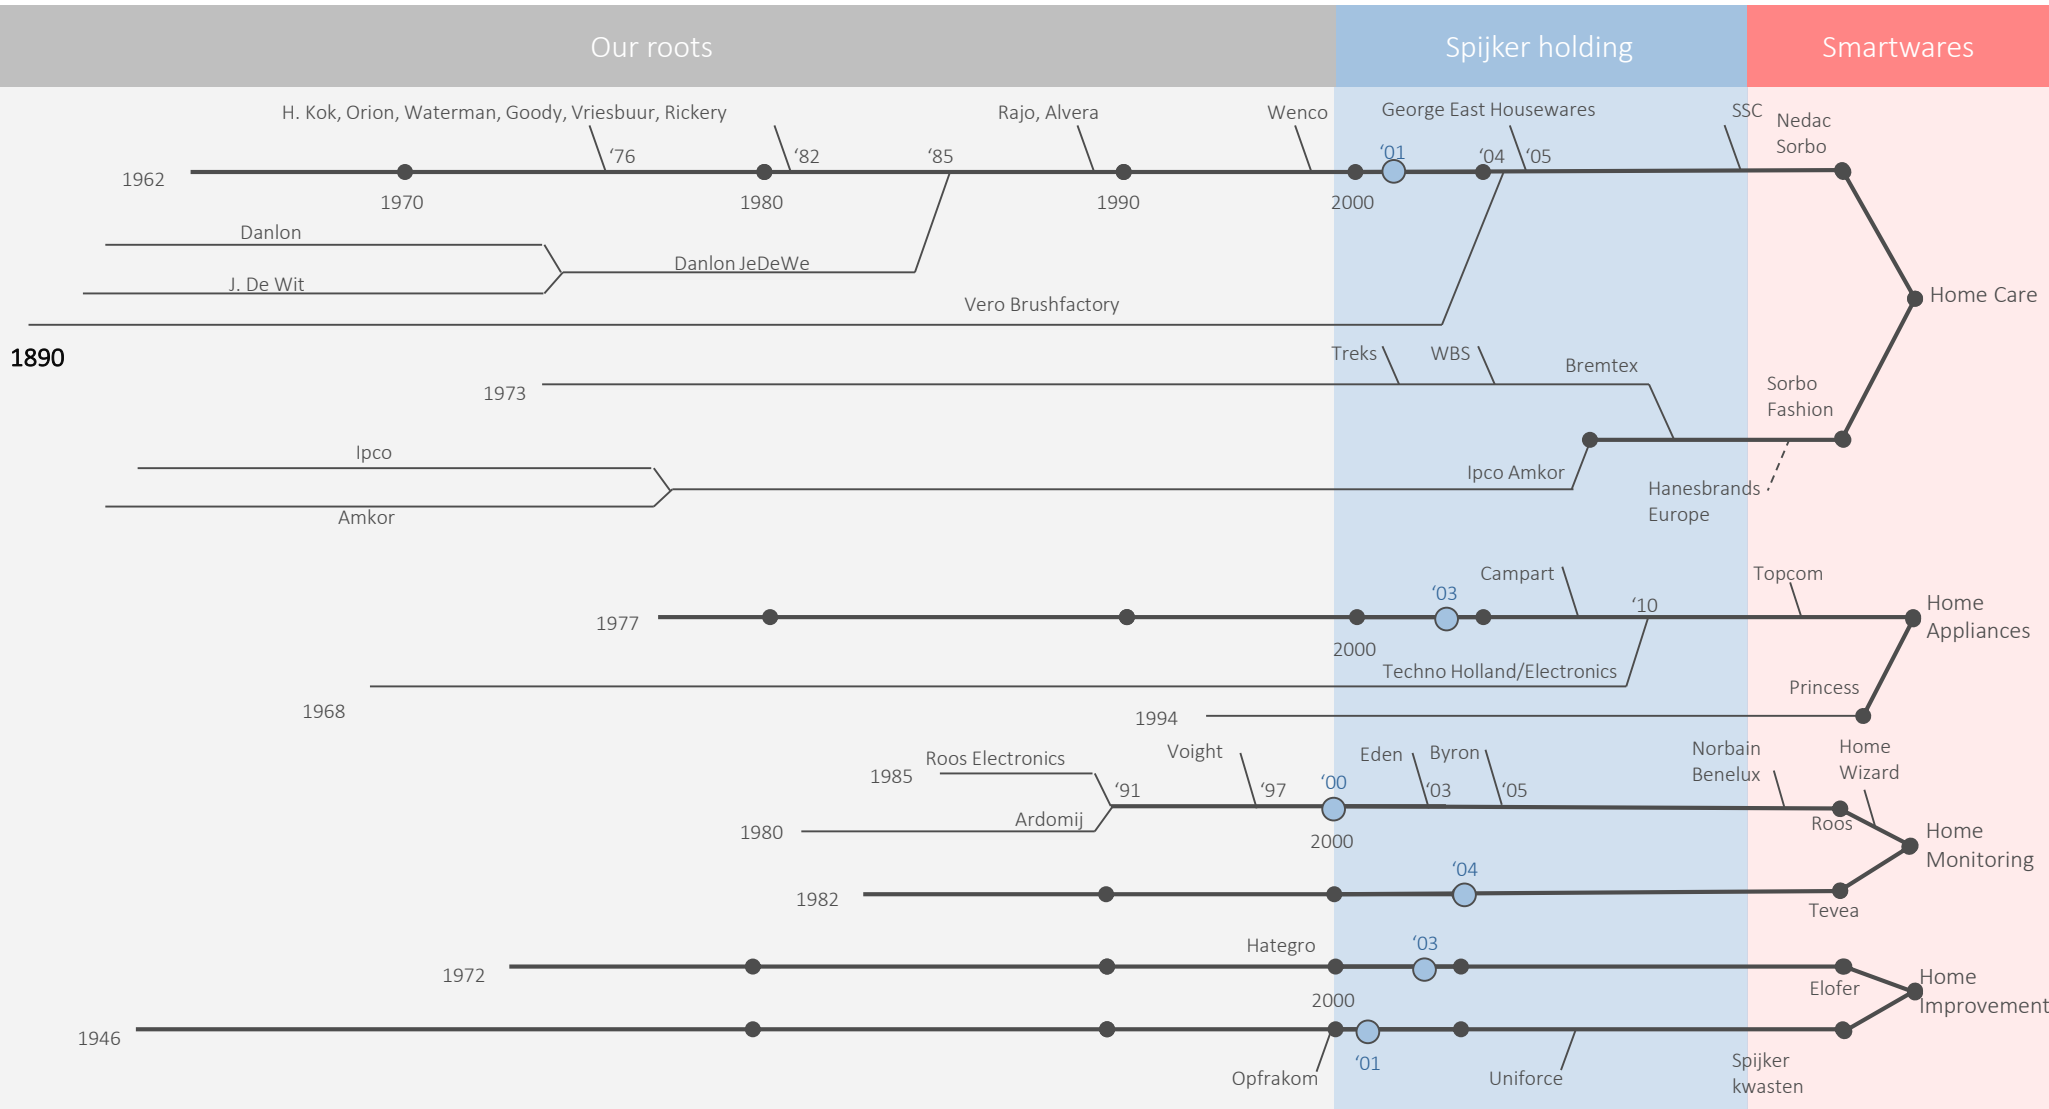 Our roots
Spijker holding
Smartwares
H. Kok, Orion, Waterman, Goody, Vriesbuur, Rickery
Rajo, Alvera
Wenco
George East Housewares
SSC
Nedac
Sorbo
‘76
‘82
‘85
‘01
‘04
‘05
1962
1970
1980
1990
2000
Danlon
J. De Wit
Danlon JeDeWe
Vero Brushfactory
Home Care
1890
Treks
WBS
Bremtex
1973
Sorbo
Fashion
Ipco
Amkor
Ipco Amkor
Hanesbrands
Europe
Campart
Topcom
‘03
‘10
1977
Home
Appliances
2000
Techno Holland/Electronics
1968
Princess
1994
Roos Electronics
1985
Voight
Eden
Byron
Norbain
Benelux
Home
Wizard
‘91
‘97
‘00
‘03
‘05
Ardomij
1980
2000
Roos
Home
Monitoring
‘04
1982
Tevea
Hategro
‘03
1972
Elofer
Home
Improvement
2000
1946
‘01
Opfrakom
Uniforce
Spijker
kwasten